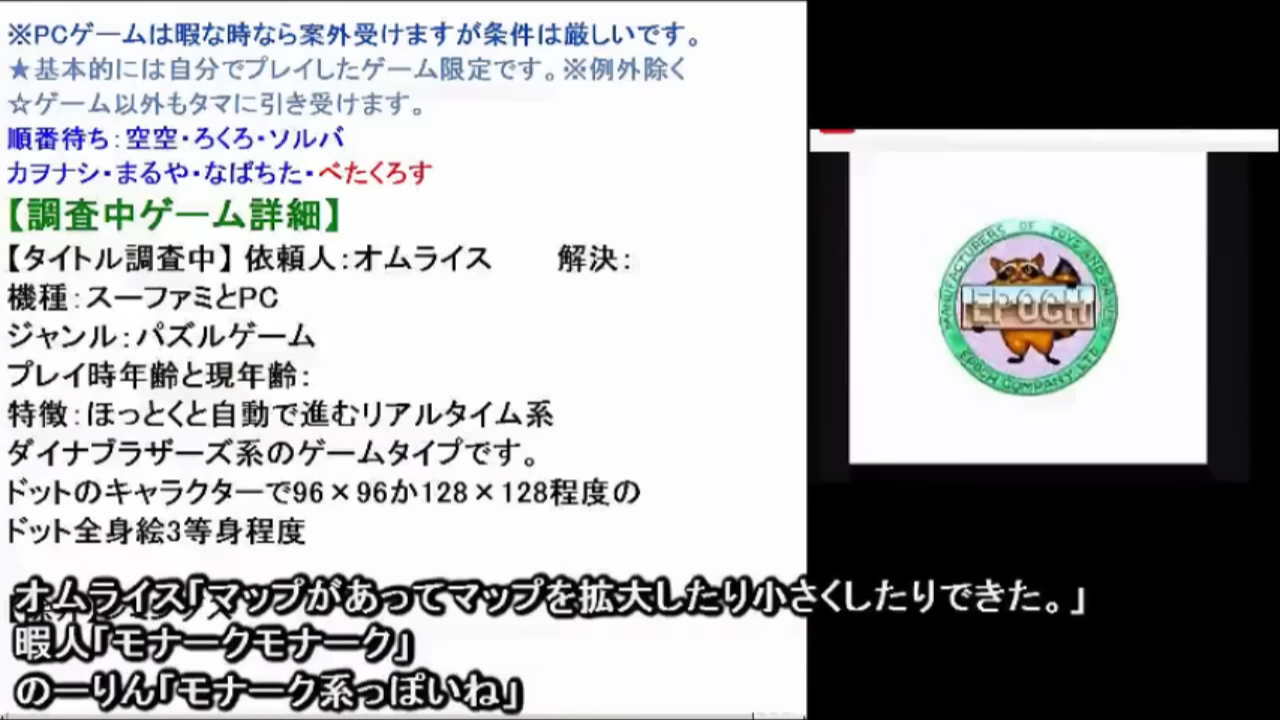 ※PCゲームは暇な時なら案外受けますが条件は厳しいです。
★基本的には自分でプレイしたゲーム限定です。※例外除く
☆ゲーム以外もタマに引き受けます。
順番待ち：空空・ろくろ・ソルバ
カヲナシ・まるや・なばちた・べたくろす
【調査中ゲーム詳細】
【タイトル調査中】依頼人：オムライス　　解決：
機種：スーファミとPC
ジャンル：パズルゲーム
プレイ時年齢と現年齢：
特徴：ほっとくと自動で進むリアルタイム系
ダイナブラザーズ系のゲームタイプです。
ドットのキャラクターで96×96か128×128程度の
ドット全身絵3等身程度
オムライス「マップがあってマップを拡大したり小さくしたりできた。」
暇人「モナークモナーク」
のーりん「モナーク系っぽいね」
MANUFACTURERS OF TOYS AND
EPOCH
EPOCH COMPANY LTD